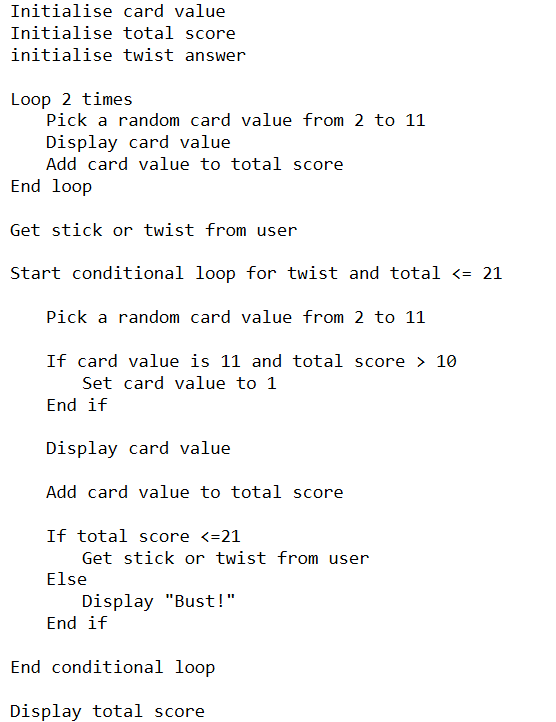 Initialise card value
Initialise total score
initialise twist answer
Loop 2 times
Pick a random card value from 2 to 11
Display card value
Add card value to total score
End loop
Get stick or twist from user
Start conditional loop for twist and total <= 21
Pick a random card value from 2 to 11
If card value is 11 and total score > 10
Set card value to 1
End if
Display card value
Add card value to total score
If total score <=21
Get stick or twist from user
Else
Display "Bust!"
End if
End conditional loop
Display total score